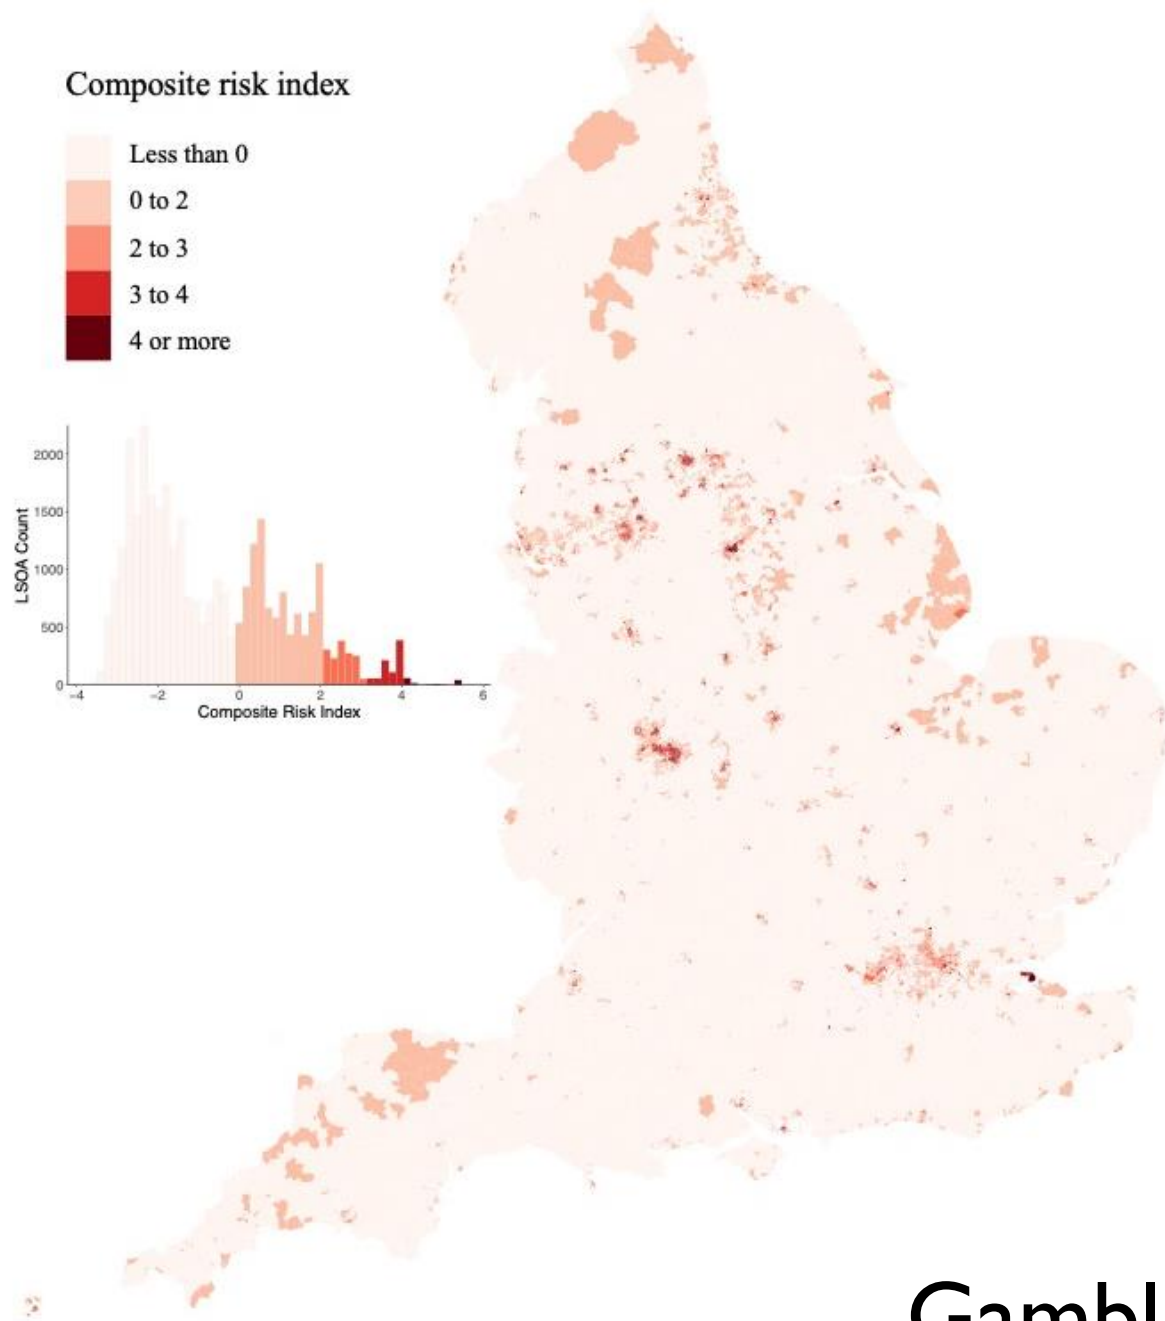 Composite risk index
Less than 0
0 to 2
2 to 3
3 to 4
4 or more
2000
1500
1000
500
0
LSOA Count
−4 −2 0 2 4 6
Composite Risk Index
Gambl